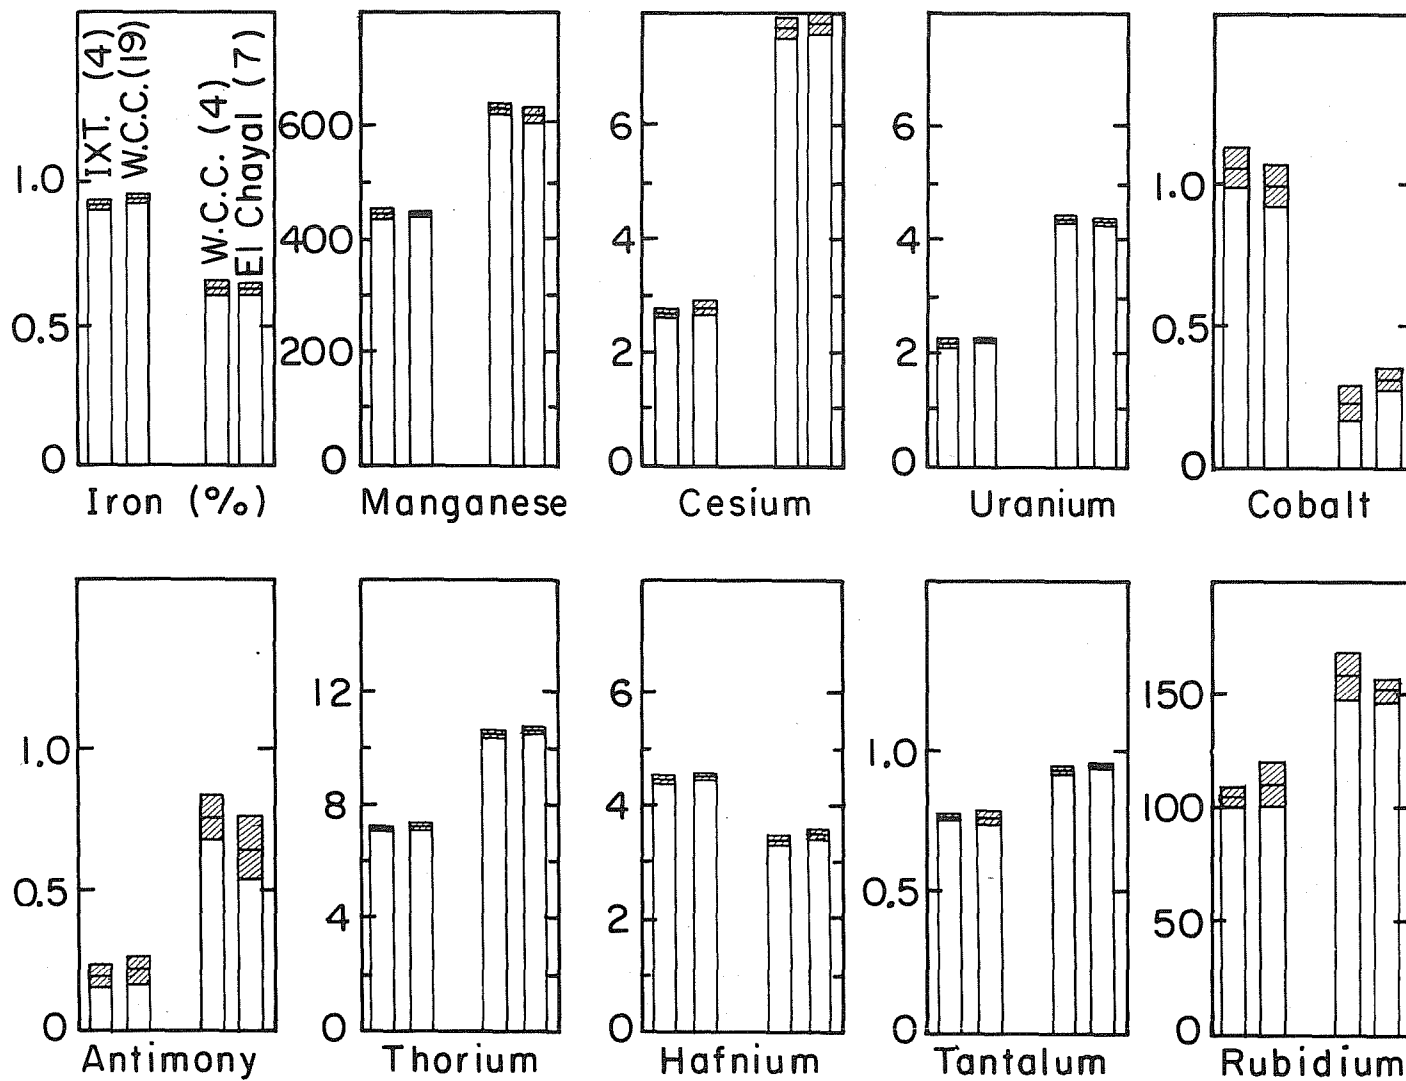 IXT. (4)
W.C.C. (19)
W.C.C. (4)
El Chayal (7)
1.0
0.5
0
Iron (%)
600
400
200
0
Manganese
6
4
2
0
Cesium
6
4
2
0
Uranium
1.0
0.5
0
Cobalt
1.0
0.5
0
Antimony
12
8
4
0
Thorium
6
4
2
0
Hafnium
1.0
0.5
0
Tantalum
150
100
50
0
Rubidium